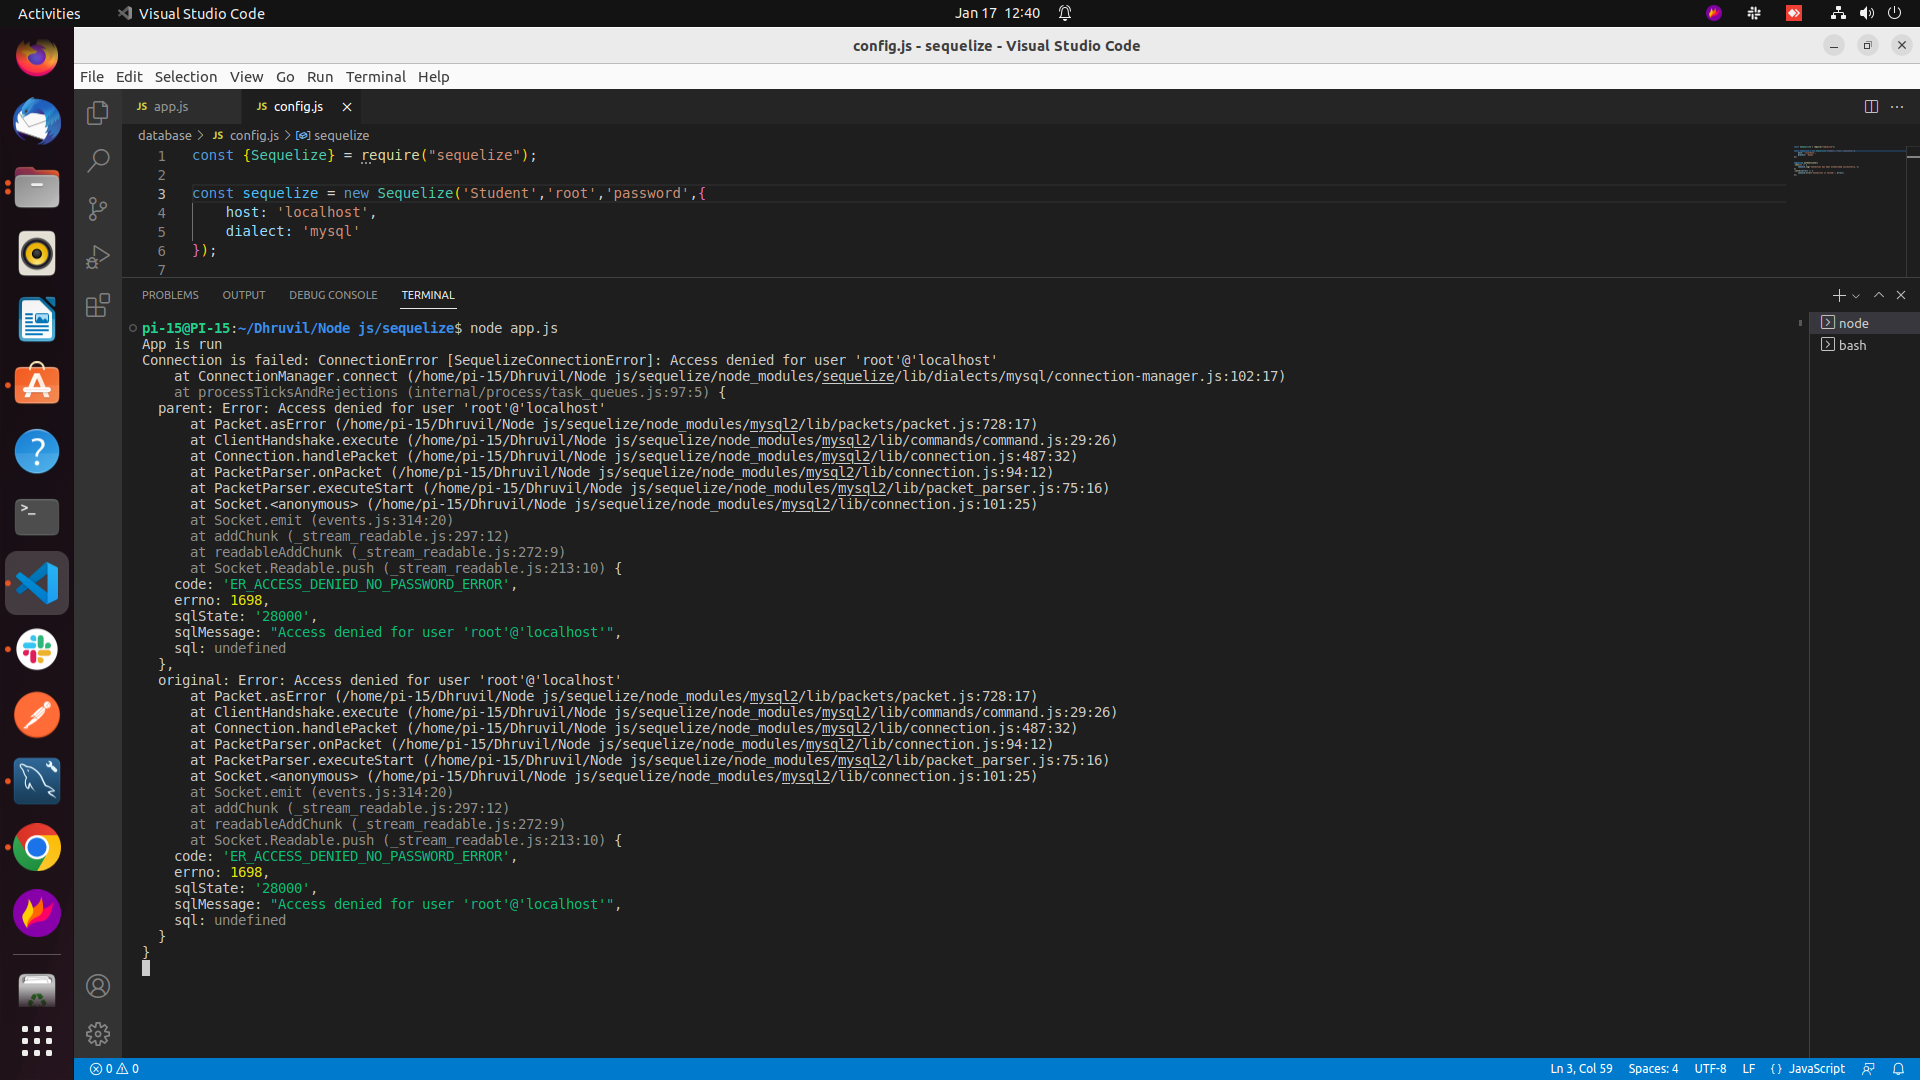 Activities
Visual Studio Code
Jan 17 12:40
config.js - sequelize - Visual Studio Code
File Edit Selection View Go Run Terminal Help
JS app.js
JS config.js
database > JS config.js > sequelize
1 const {Sequelize} = require("sequelize");
2
3 const sequelize = new Sequelize('Student','root','password',{
4     host: 'localhost',
5     dialect: 'mysql'
6 });
7
PROBLEMS OUTPUT DEBUG CONSOLE TERMINAL
node
bash
pi-15@PI-15:~/Dhruvil/Node js/sequelize$ node app.js
App is run
Connection is failed: ConnectionError [SequelizeConnectionError]: Access denied for user 'root'@'localhost'
    at ConnectionManager.connect (/home/pi-15/Dhruvil/Node js/sequelize/node_modules/sequelize/lib/dialects/mysql/connection-manager.js:102:17)
    at processTicksAndRejections (internal/process/task_queues.js:97:5) {
  parent: Error: Access denied for user 'root'@'localhost'
      at Packet.asError (/home/pi-15/Dhruvil/Node js/sequelize/node_modules/mysql2/lib/packets/packet.js:728:17)
      at ClientHandshake.execute (/home/pi-15/Dhruvil/Node js/sequelize/node_modules/mysql2/lib/commands/command.js:29:26)
      at Connection.handlePacket (/home/pi-15/Dhruvil/Node js/sequelize/node_modules/mysql2/lib/connection.js:487:32)
      at PacketParser.onPacket (/home/pi-15/Dhruvil/Node js/sequelize/node_modules/mysql2/lib/connection.js:94:12)
      at PacketParser.executeStart (/home/pi-15/Dhruvil/Node js/sequelize/node_modules/mysql2/lib/packet_parser.js:75:16)
      at Socket.<anonymous> (/home/pi-15/Dhruvil/Node js/sequelize/node_modules/mysql2/lib/connection.js:101:25)
      at Socket.emit (events.js:314:20)
      at addChunk (_stream_readable.js:297:12)
      at readableAddChunk (_stream_readable.js:272:9)
      at Socket.Readable.push (_stream_readable.js:213:10) {
    code: 'ER_ACCESS_DENIED_NO_PASSWORD_ERROR',
    errno: 1698,
    sqlState: '28000',
    sqlMessage: "Access denied for user 'root'@'localhost'",
    sql: undefined
  },
  original: Error: Access denied for user 'root'@'localhost'
      at Packet.asError (/home/pi-15/Dhruvil/Node js/sequelize/node_modules/mysql2/lib/packets/packet.js:728:17)
      at ClientHandshake.execute (/home/pi-15/Dhruvil/Node js/sequelize/node_modules/mysql2/lib/commands/command.js:29:26)
      at Connection.handlePacket (/home/pi-15/Dhruvil/Node js/sequelize/node_modules/mysql2/lib/connection.js:487:32)
      at PacketParser.onPacket (/home/pi-15/Dhruvil/Node js/sequelize/node_modules/mysql2/lib/connection.js:94:12)
      at PacketParser.executeStart (/home/pi-15/Dhruvil/Node js/sequelize/node_modules/mysql2/lib/packet_parser.js:75:16)
      at Socket.<anonymous> (/home/pi-15/Dhruvil/Node js/sequelize/node_modules/mysql2/lib/connection.js:101:25)
      at Socket.emit (events.js:314:20)
      at addChunk (_stream_readable.js:297:12)
      at readableAddChunk (_stream_readable.js:272:9)
      at Socket.Readable.push (_stream_readable.js:213:10) {
    code: 'ER_ACCESS_DENIED_NO_PASSWORD_ERROR',
    errno: 1698,
    sqlState: '28000',
    sqlMessage: "Access denied for user 'root'@'localhost'",
    sql: undefined
  }
}
0 0
Ln 3, Col 59 Spaces: 4 UTF-8 LF {} JavaScript